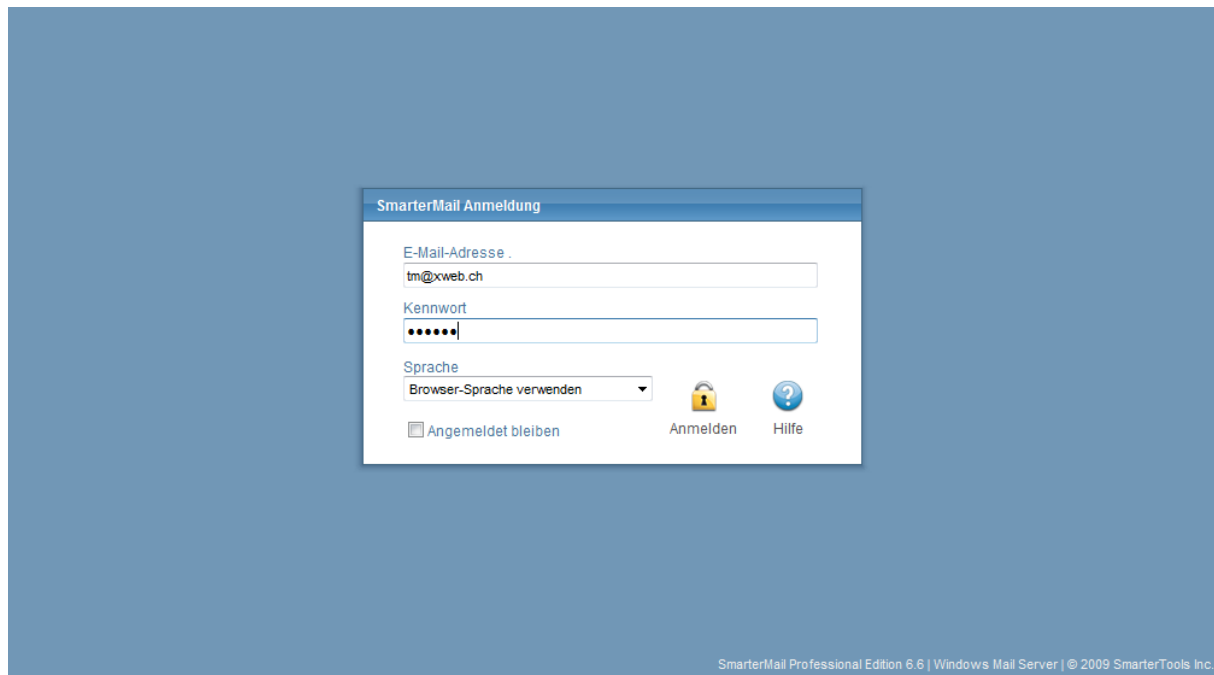 SmarterMail Anmeldung
E-Mail-Adresse .
tm@xweb.ch
Kennwort
••••••
Sprache
Browser-Sprache verwenden
Angemeldet bleiben
Anmelden
Hilfe
SmarterMail Professional Edition 6.6 | Windows Mail Server | © 2009 SmarterTools Inc.